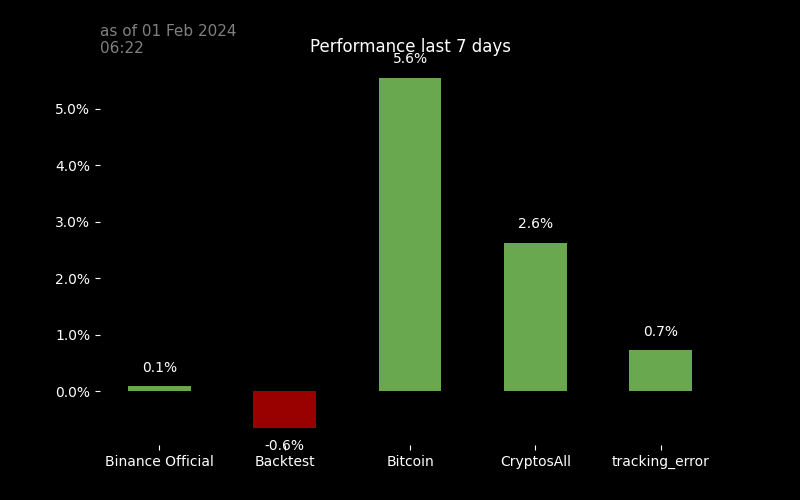 as of 01 Feb 2024
06:22
Performance last 7 days
5.6%
5.0%
4.0%
3.0%
2.6%
2.0%
1.0%
0.7%
0.1%
0.0%
-0.6%
Binance Official
Backtest
Bitcoin
CryptosAll
tracking_error